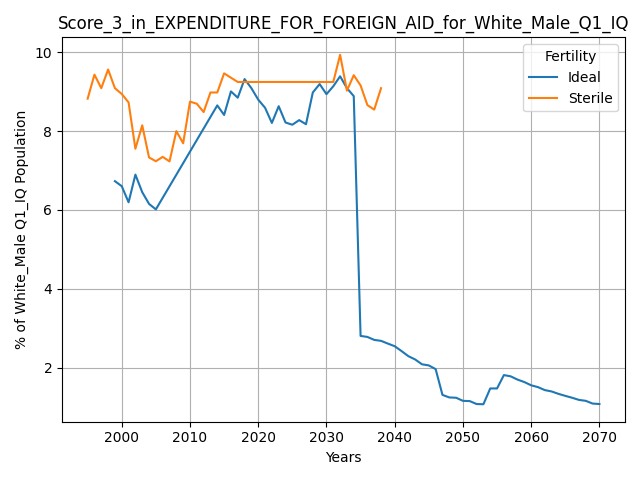 Score_3_in_EXPENDITURE_FOR_FOREIGN_AID_for_White_Male_Q1_IQ
Fertility
Ideal
Sterile
% of White_Male Q1_IQ Population
10
8
6
4
2
2000 2010 2020 2030 2040 2050 2060 2070
Years